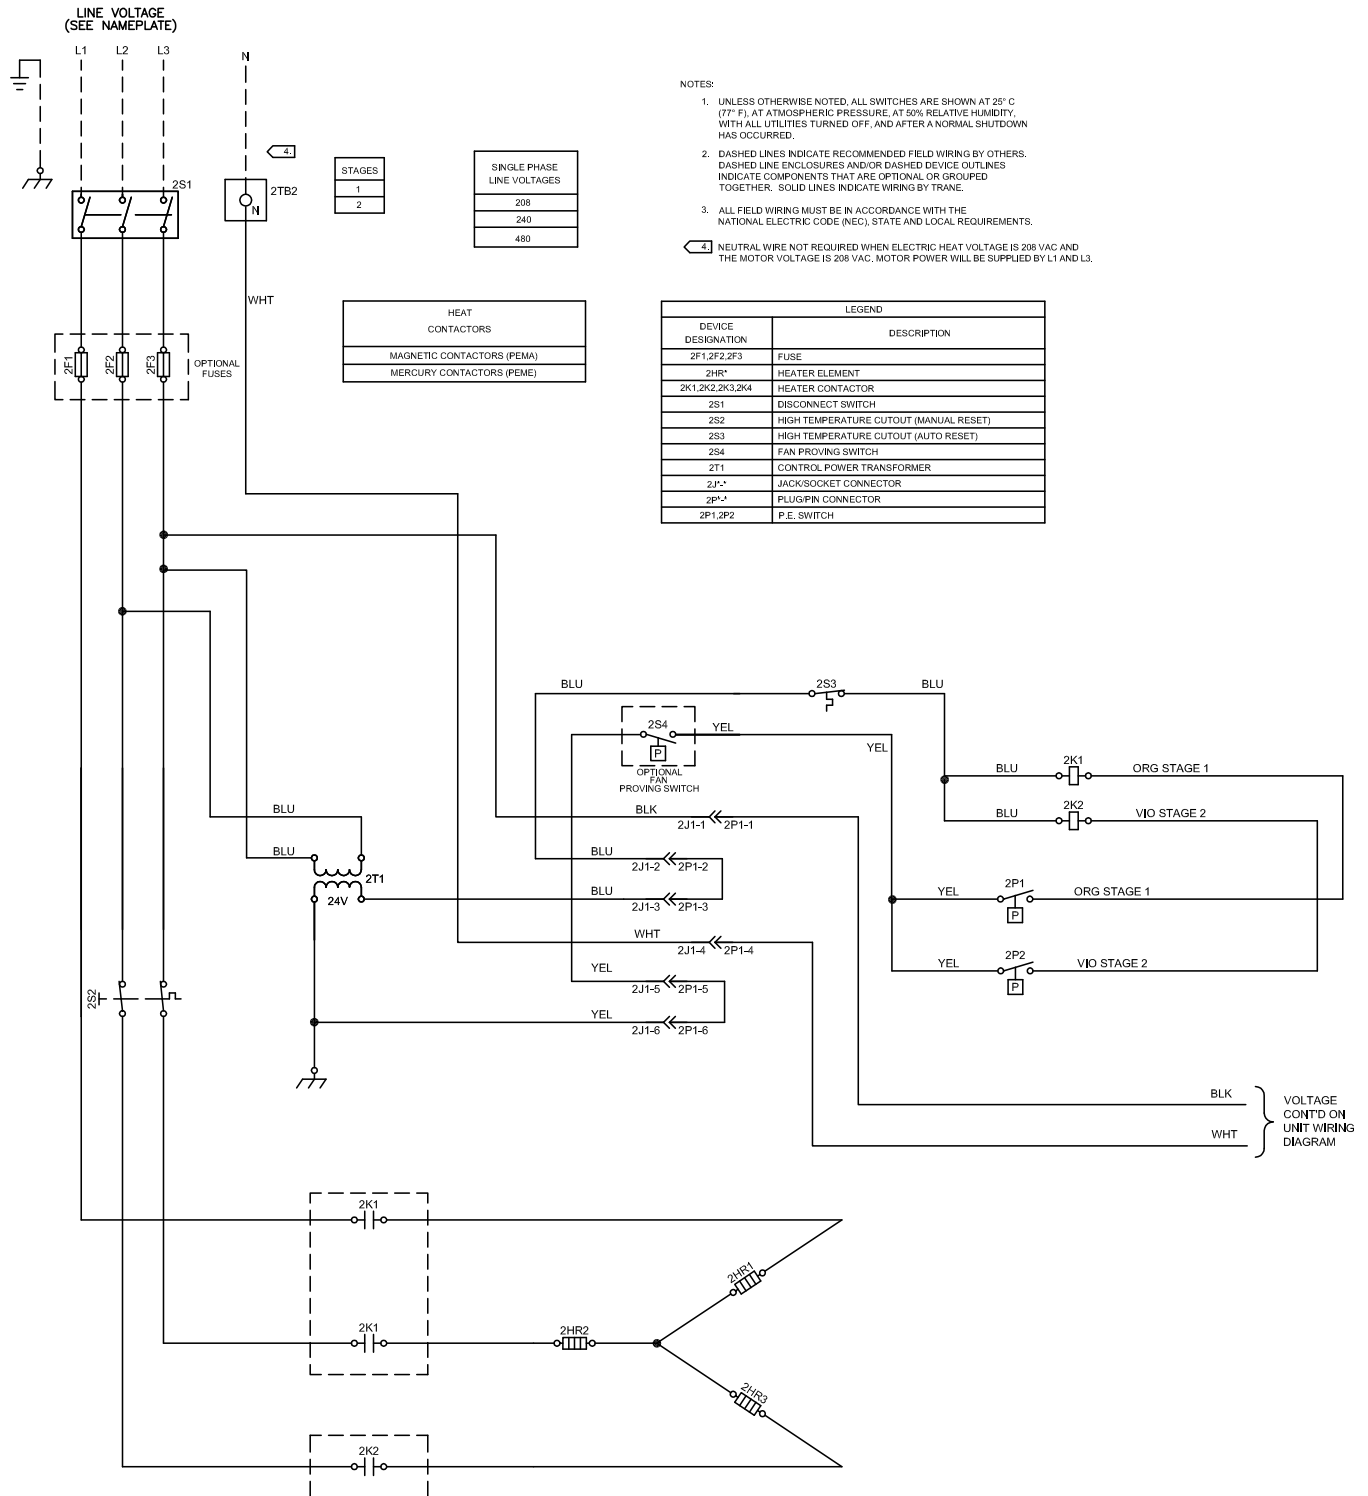 LINE VOLTAGE
(SEE NAMEPLATE)
L1 L2 L3
N
4.
2S1
2TB2
N
WHT
STAGES
1
2
SINGLE PHASE
LINE VOLTAGES
208
240
480
NOTES:
1. UNLESS OTHERWISE NOTED, ALL SWITCHES ARE SHOWN AT 25° C
(77° F), AT ATMOSPHERIC PRESSURE, AT 50% RELATIVE HUMIDITY,
WITH ALL UTILITIES TURNED OFF, AND AFTER A NORMAL SHUTDOWN
HAS OCCURRED.
2. DASHED LINES INDICATE RECOMMENDED FIELD WIRING BY OTHERS.
DASHED LINE ENCLOSURES AND/OR DASHED DEVICE OUTLINES
INDICATE COMPONENTS THAT ARE OPTIONAL OR GROUPED
TOGETHER. SOLID LINES INDICATE WIRING BY TRANE.
3. ALL FIELD WIRING MUST BE IN ACCORDANCE WITH THE
NATIONAL ELECTRIC CODE (NEC), STATE AND LOCAL REQUIREMENTS.
4. NEUTRAL WIRE NOT REQUIRED WHEN ELECTRIC HEAT VOLTAGE IS 208 VAC AND
THE MOTOR VOLTAGE IS 208 VAC. MOTOR POWER WILL BE SUPPLIED BY L1 AND L3.
HEAT
CONTACTORS
MAGNETIC CONTACTORS (PEMA)
MERCURY CONTACTORS (PEME)
LEGEND
DEVICE
DESIGNATION
DESCRIPTION
2F1,2F2,2F3 FUSE
2HR* HEATER ELEMENT
2K1,2K2,2K3,2K4 HEATER CONTACTOR
2S1 DISCONNECT SWITCH
2S2 HIGH TEMPERATURE CUTOUT (MANUAL RESET)
2S3 HIGH TEMPERATURE CUTOUT (AUTO RESET)
2S4 FAN PROVING SWITCH
2T1 CONTROL POWER TRANSFORMER
2J*-* JACK/SOCKET CONNECTOR
2P*-* PLUG/PIN CONNECTOR
2P1,2P2 P.E. SWITCH
2F1 2F2 2F3
OPTIONAL
FUSES
BLU 2S3 BLU
2S4 YEL
P
YEL
OPTIONAL
FAN
PROVING SWITCH
BLU 2K1 ORG STAGE 1
BLU 2K2 VIO STAGE 2
BLU
BLK
2J1-1 2P1-1
BLU
BLU
2J1-2 2P1-2
2T1
24V
BLU
2J1-3 2P1-3
YEL 2P1 ORG STAGE 1
P
WHT
2J1-4 2P1-4
YEL 2P2 VIO STAGE 2
P
YEL
2J1-5 2P1-5
2S2
YEL
2J1-6 2P1-6
BLK
WHT
VOLTAGE
CONT'D ON
UNIT WIRING
DIAGRAM
2K1
2HR1
2K1
2HR2
2HR3
2K2